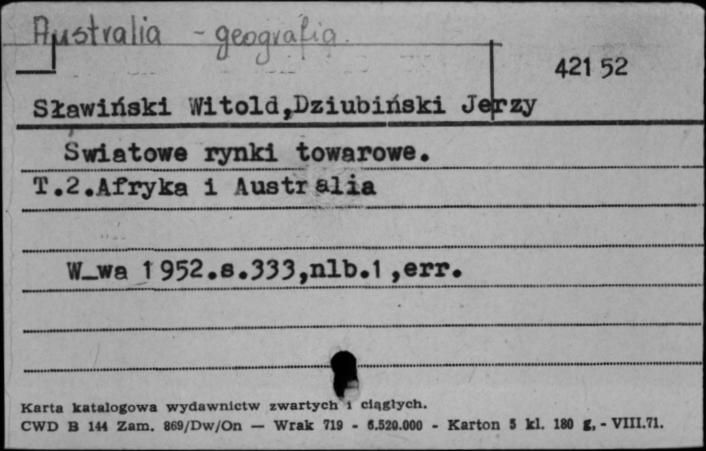 Australia - geografia.
421 52
Sławiński Witold,Dziubiński Jerzy
Swiatowe rynki towarowe.
T.2.Afryka i Australia
W_wa 1952.s.333,nlb.1,err.
Karta katalogowa wydawnictw zwartych i ciągłych.
CWD B 144 Zam. 869/Dw/On — Wrak 719 - 6.520.000 - Karton 5 kl. 180 g, - VIII.71.